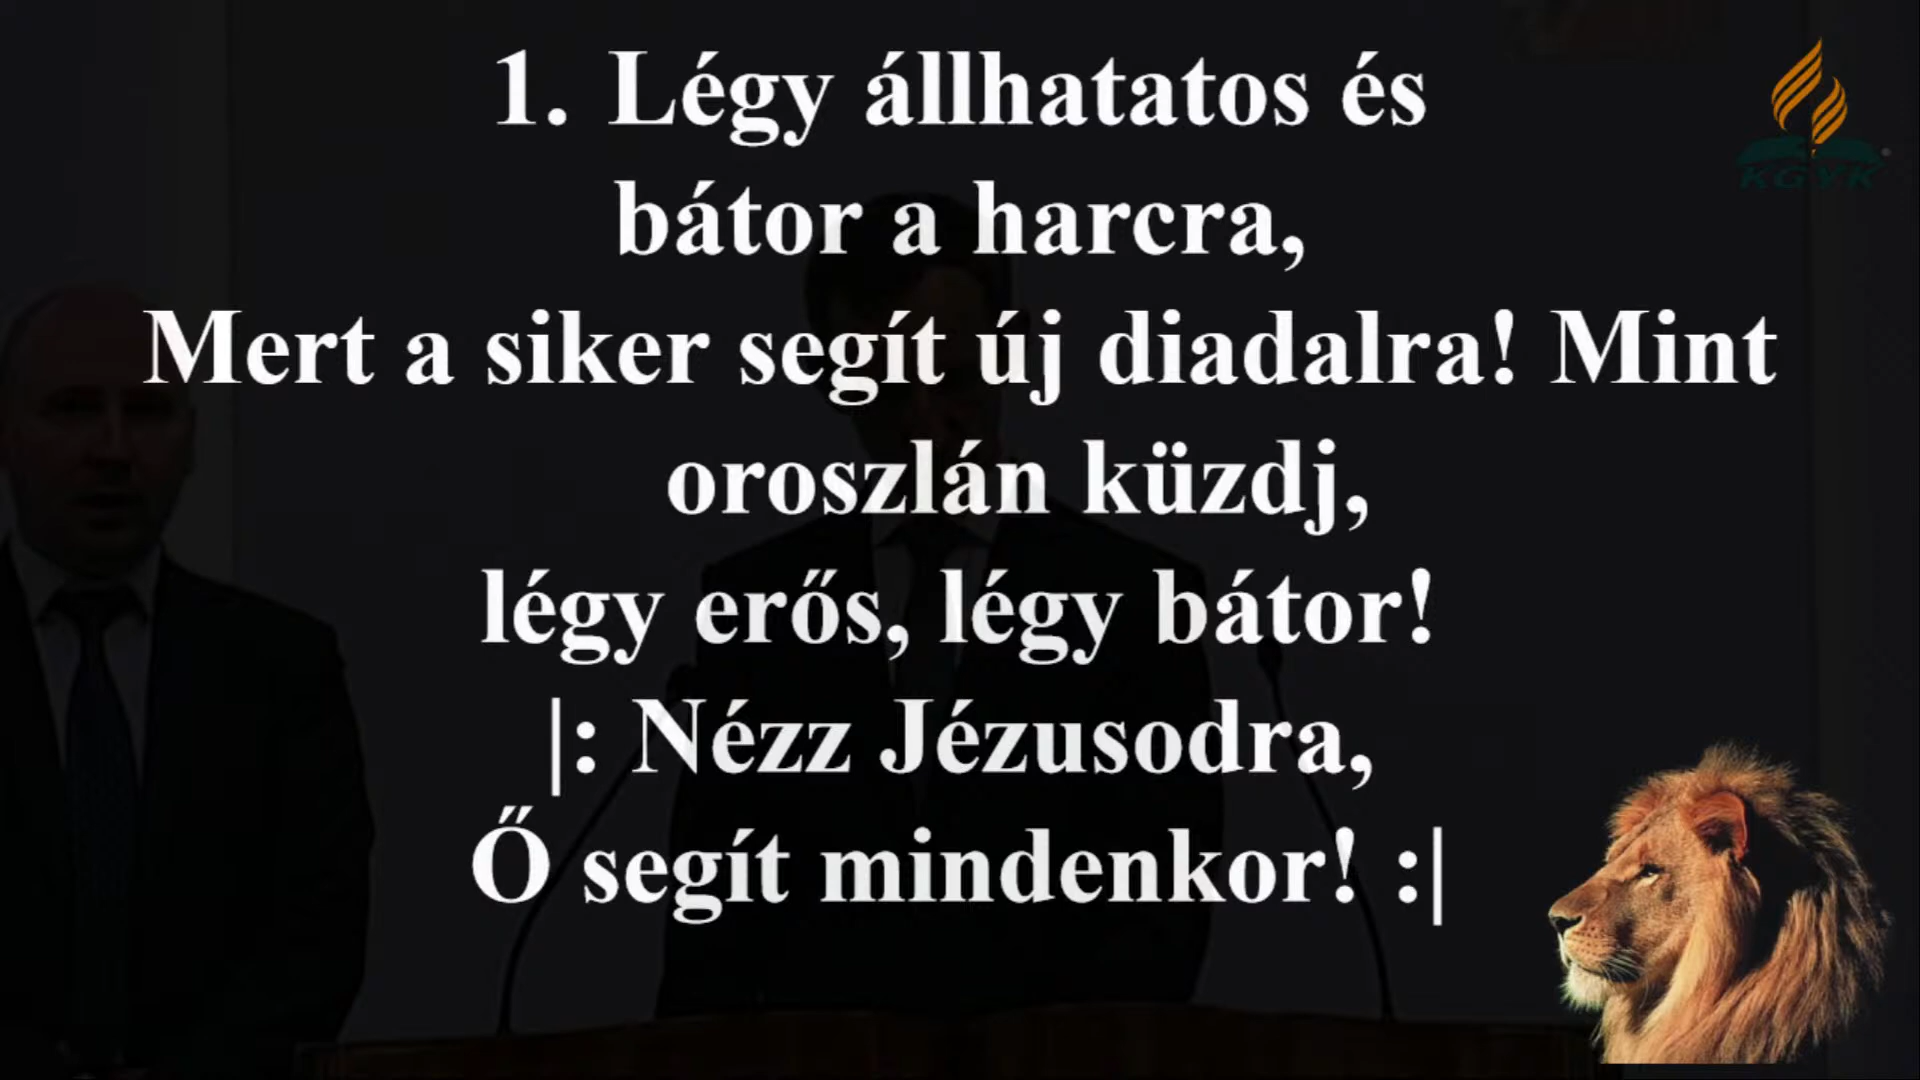 1. Légy állhatatos és
bátor a harcra,
Mert a siker segít új diadalra! Mint
oroszlán küzdj,
légy erős, légy bátor!
|: Nézz Jézusodra,
Ő segít mindenkor! :|
KGYK